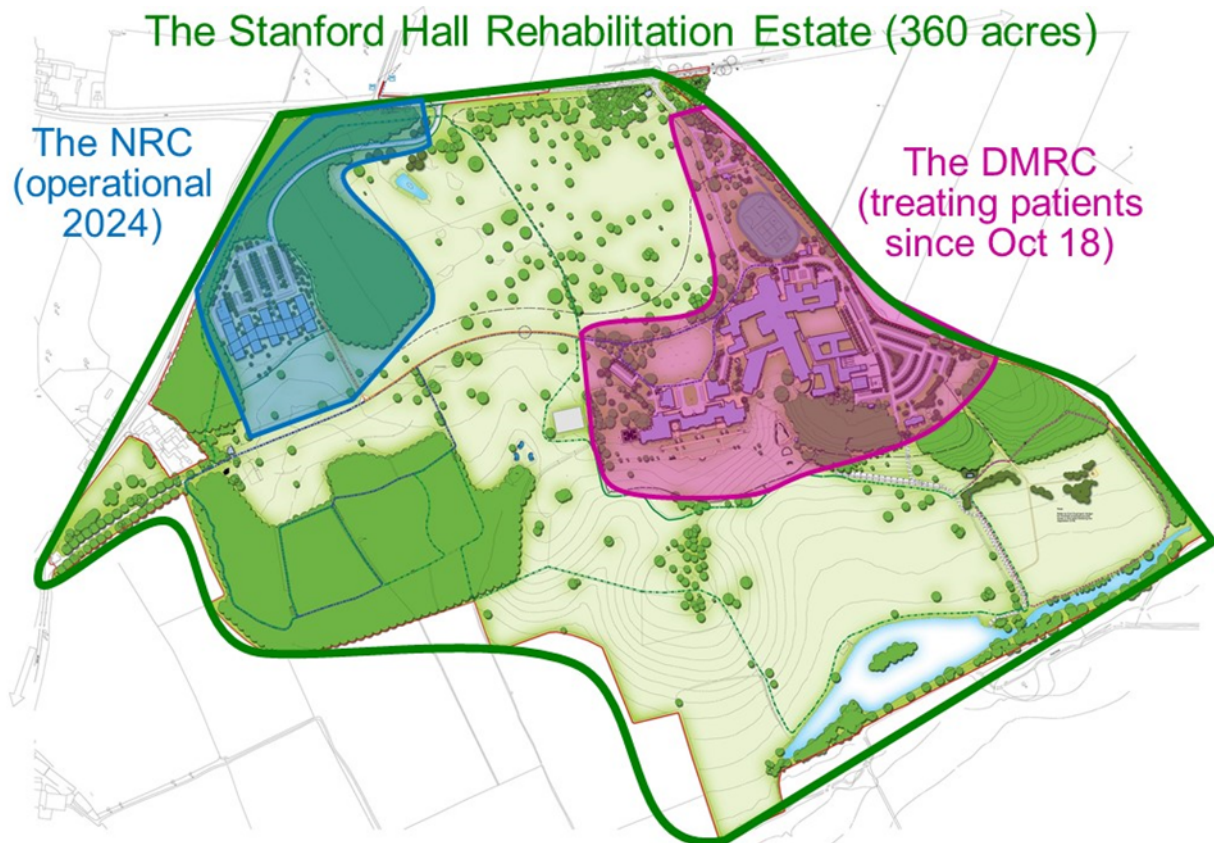 The Stanford Hall Rehabilitation Estate (360 acres)
The NRC
(operational
2024)
The DMRC
(treating patients
since Oct 18)